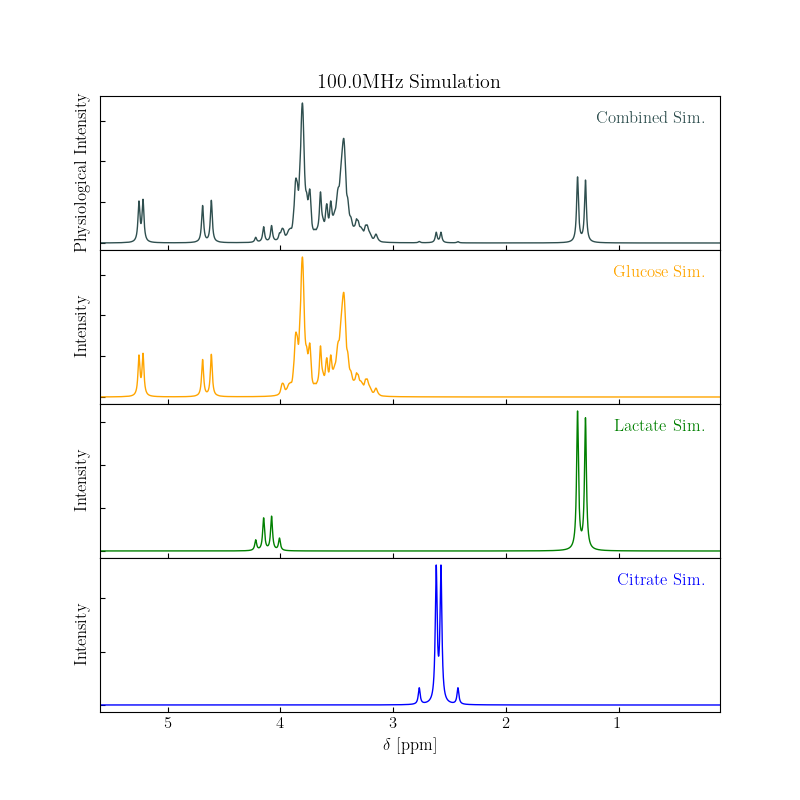 100.0MHz Simulation
Physiological Intensity
Combined Sim.
Intensity
Glucose Sim.
Intensity
Lactate Sim.
Intensity
Citrate Sim.
5 4 3 2 1
δ [ppm]